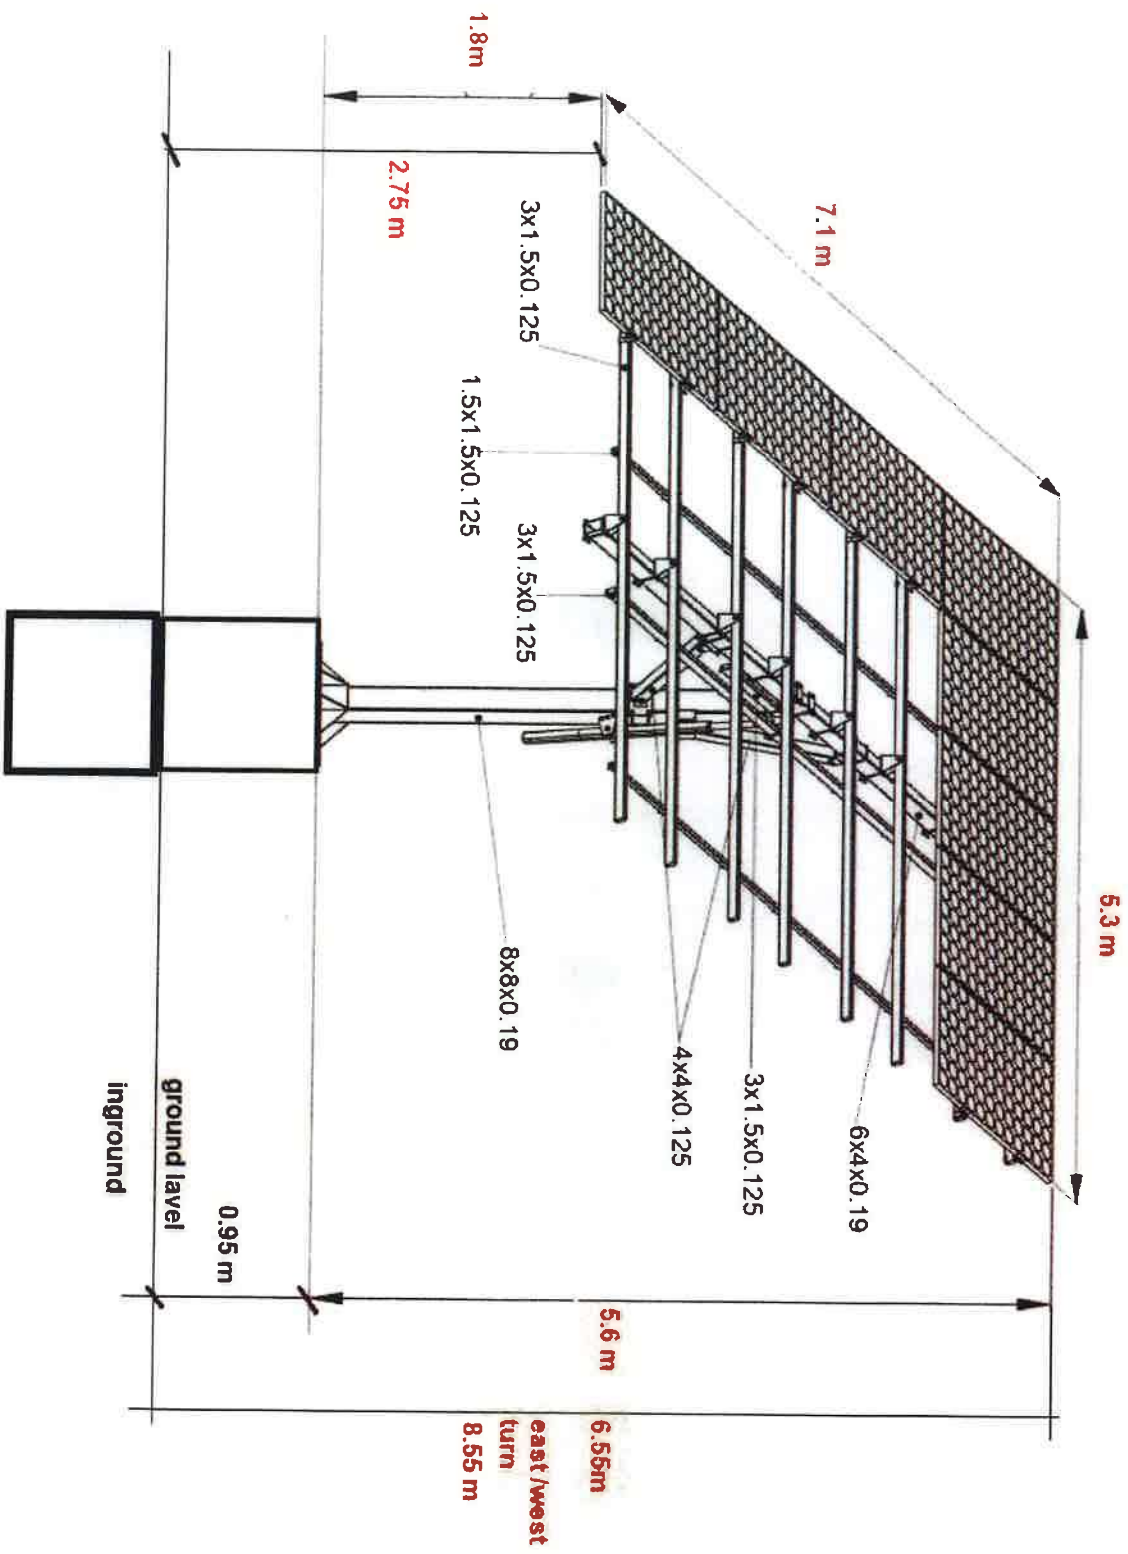 1.8m
2.75 m
7.1 m
3x1.5x0.125
1.5x1.5x0.125
3x1.5x0.125
5.3 m
8x8x0.19
4x4x0.125
3x1.5x0.125
6x4x0.19
ground lavel
inground
0.95 m
5.6 m
6.55m
east/west
turn
8.55 m